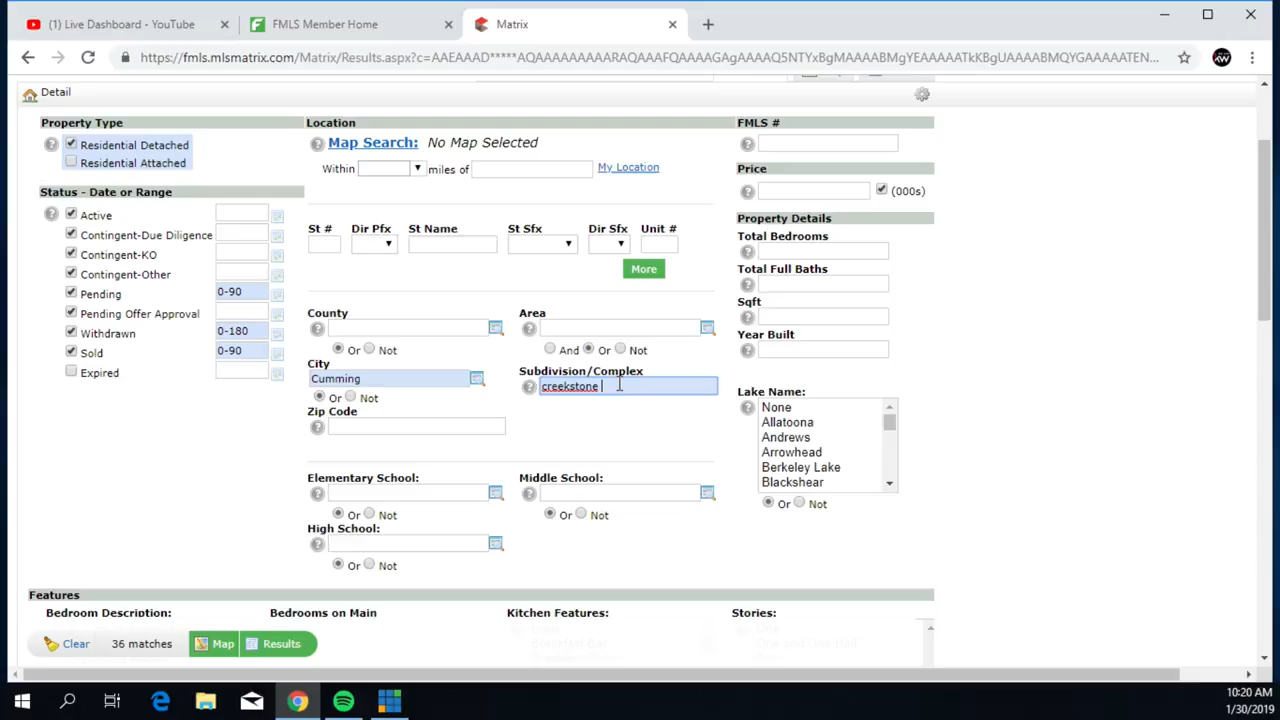 (1) Live Dashboard - YouTube
FMLS Member Home
Matrix
https://fmls.mlsmatrix.com/Matrix/Results.aspx?c=AAEAAAD*****AQAAAAAAAAARAQAAAFQAAAAGAgAAAAQ5NTYxBgMAAAABMgYEAAAAATkKBgUAAAABMQYGAAAAATEN...
Detail
Property Type
Residential Detached
Residential Attached
Status - Date or Range
Active
Contingent-Due Diligence
Contingent-KO
Contingent-Other
Pending 0-90
Pending Offer Approval
Withdrawn 0-180
Sold 0-90
Expired
Location
Map Search: No Map Selected
Within miles of My Location
St # Dir Pfx St Name St Sfx Dir Sfx Unit #
More
County Area
Or Not And Or Not
City Subdivision/Complex
Cumming creekstone
Or Not
Zip Code
Elementary School: Middle School:
Or Not Or Not
High School:
Or Not
FMLS #
Price
(000s)
Property Details
Total Bedrooms
Total Full Baths
Sqft
Year Built
Lake Name:
None
Allatoona
Andrews
Arrowhead
Berkeley Lake
Blackshear
Or Not
Features
Bedroom Description: Bedrooms on Main Kitchen Features: Stories:
Breakfast Bar One and One Half
Clear 36 matches Map Results
10:20 AM
1/30/2019